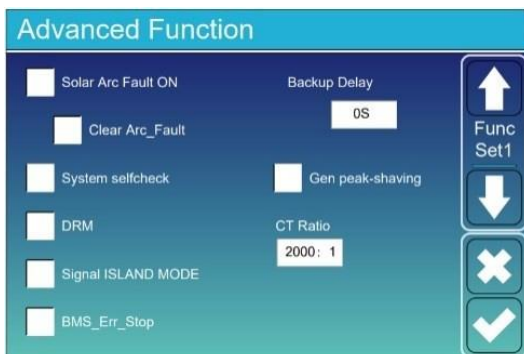 Advanced Function
Solar Arc Fault ON
Clear Arc_Fault
System selfcheck
DRM
Signal ISLAND MODE
BMS_Err_Stop
Backup Delay
0S
Gen peak-shaving
CT Ratio
2000: 1
Func
Set1